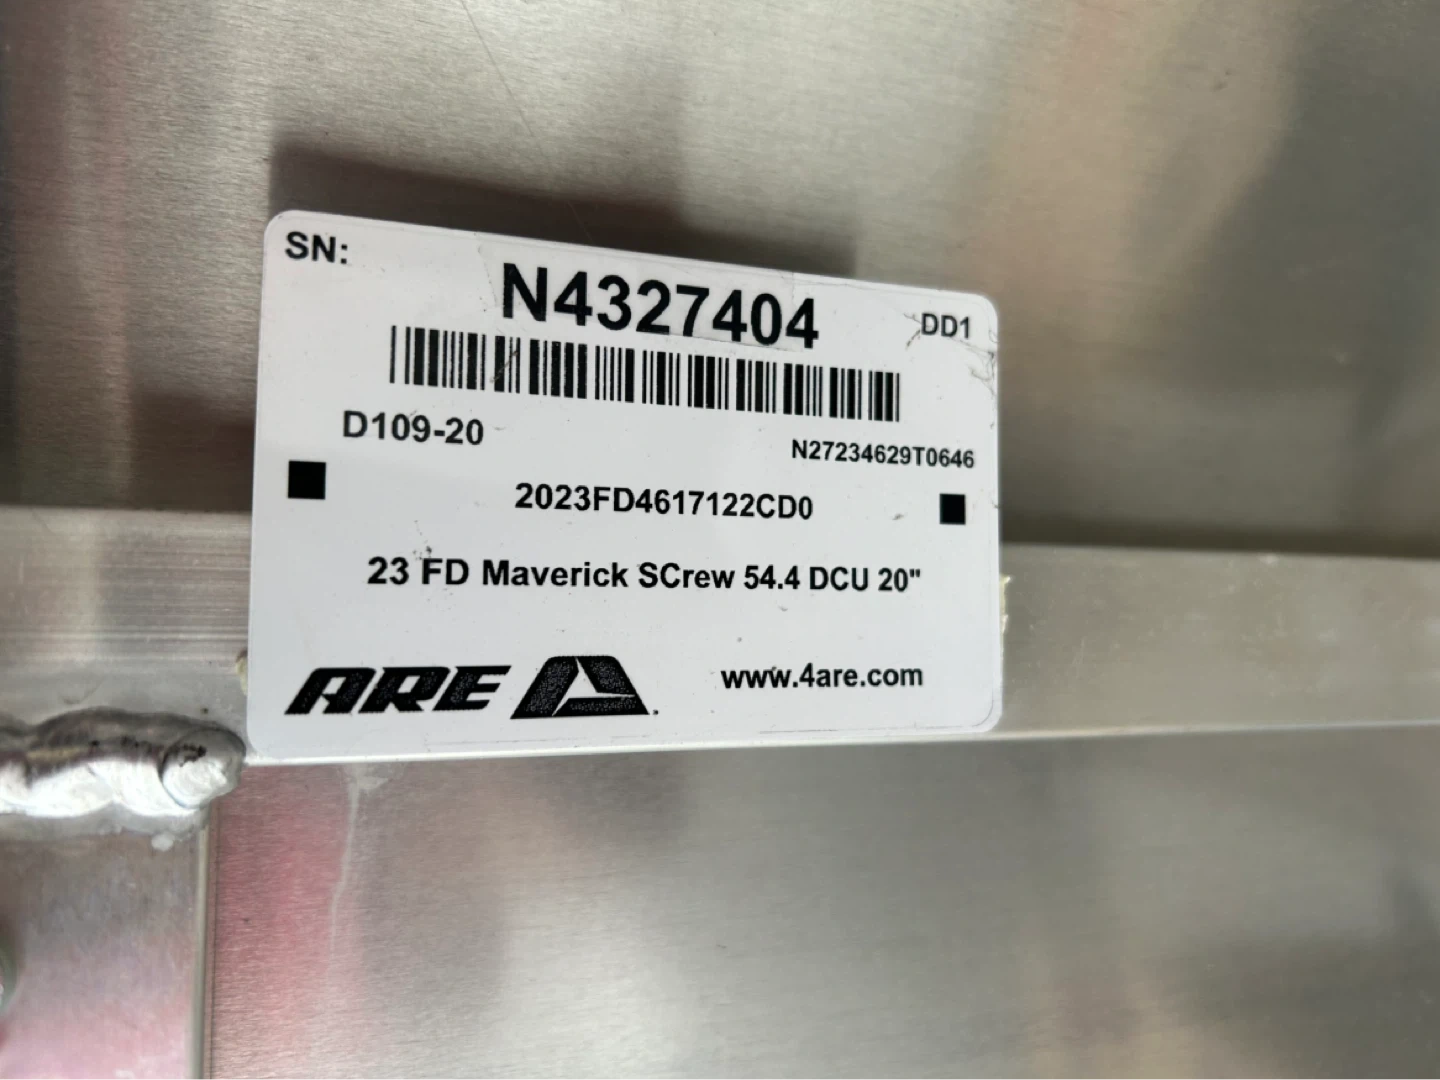 SN:
N4327404
DD1
D109-20
N27234629T0646
2023FD4617122CD0
23 FD Maverick SCrew 54.4 DCU 20"
ARE
www.4are.com